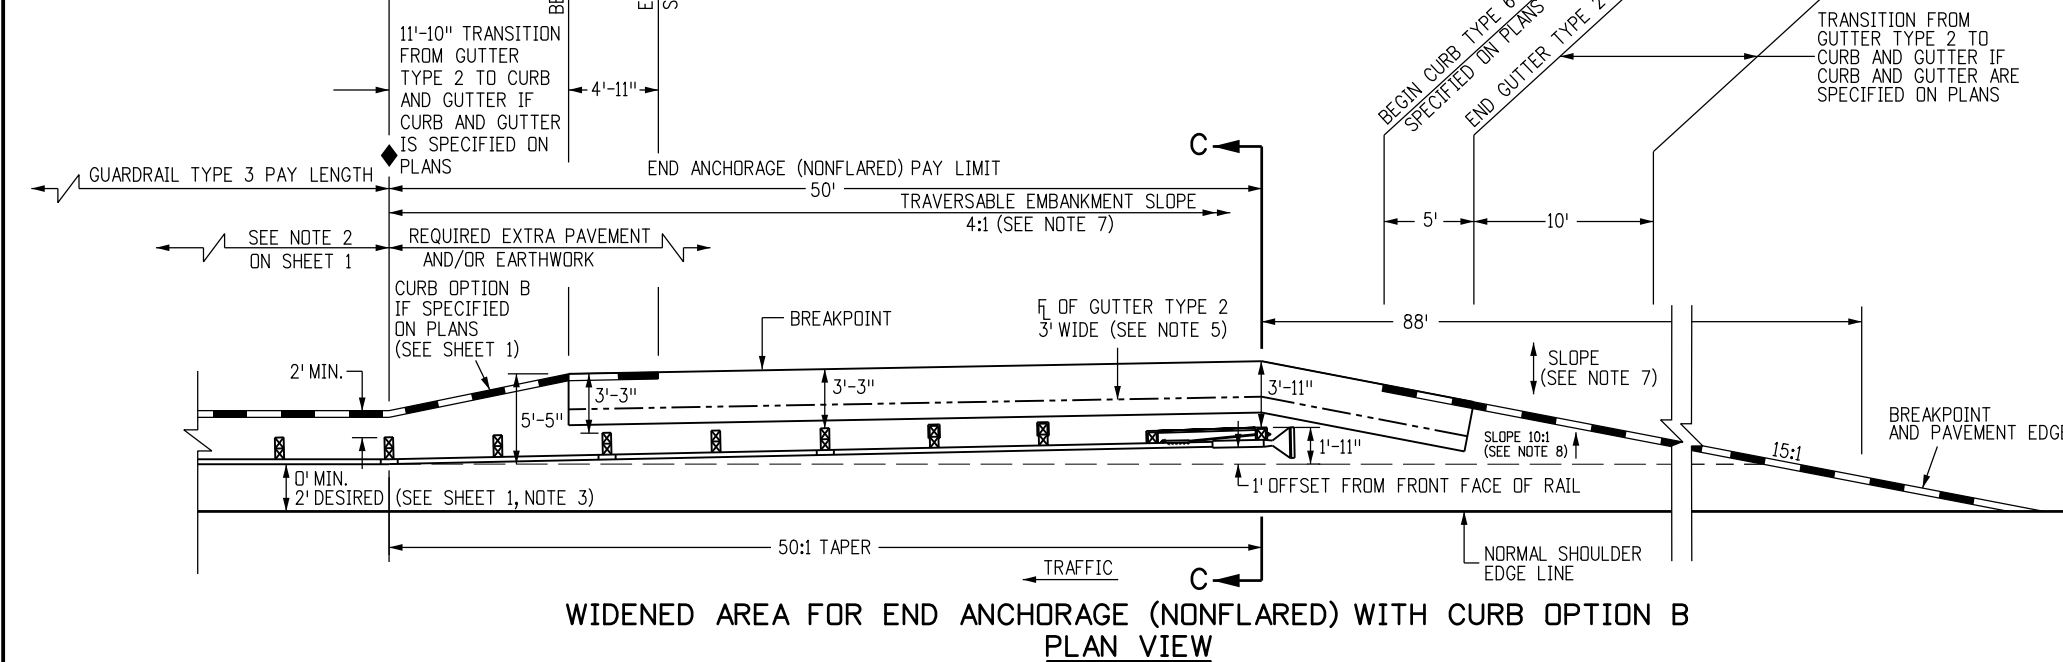 11'-10" TRANSITION
FROM GUTTER
TYPE 2 TO CURB
AND GUTTER IF
CURB AND GUTTER
IS SPECIFIED ON
PLANS
4'-11"
BEGIN CURB TYPE 6
SPECIFIED ON PLANS
END GUTTER TYPE 2
TRANSITION FROM
GUTTER TYPE 2 TO
CURB AND GUTTER IF
CURB AND GUTTER ARE
SPECIFIED ON PLANS
C
GUARDRAIL TYPE 3 PAY LENGTH
END ANCHORAGE (NONFLARED) PAY LIMIT
50'
TRAVERSABLE EMBANKMENT SLOPE
4:1 (SEE NOTE 7)
5'
10'
SEE NOTE 2
ON SHEET 1
REQUIRED EXTRA PAVEMENT
AND/OR EARTHWORK
CURB OPTION B
IF SPECIFIED
ON PLANS
(SEE SHEET 1)
BREAKPOINT
FL OF GUTTER TYPE 2
3' WIDE (SEE NOTE 5)
88'
SLOPE
(SEE NOTE 7)
2' MIN.
5'-5"
3'-3"
3'-3"
3'-11"
1'-11"
SLOPE 10:1
(SEE NOTE 8)
15:1
BREAKPOINT
AND PAVEMENT EDGE
0' MIN.
2' DESIRED (SEE SHEET 1, NOTE 3)
1' OFFSET FROM FRONT FACE OF RAIL
50:1 TAPER
NORMAL SHOULDER
EDGE LINE
TRAFFIC
C
WIDENED AREA FOR END ANCHORAGE (NONFLARED) WITH CURB OPTION B
PLAN VIEW